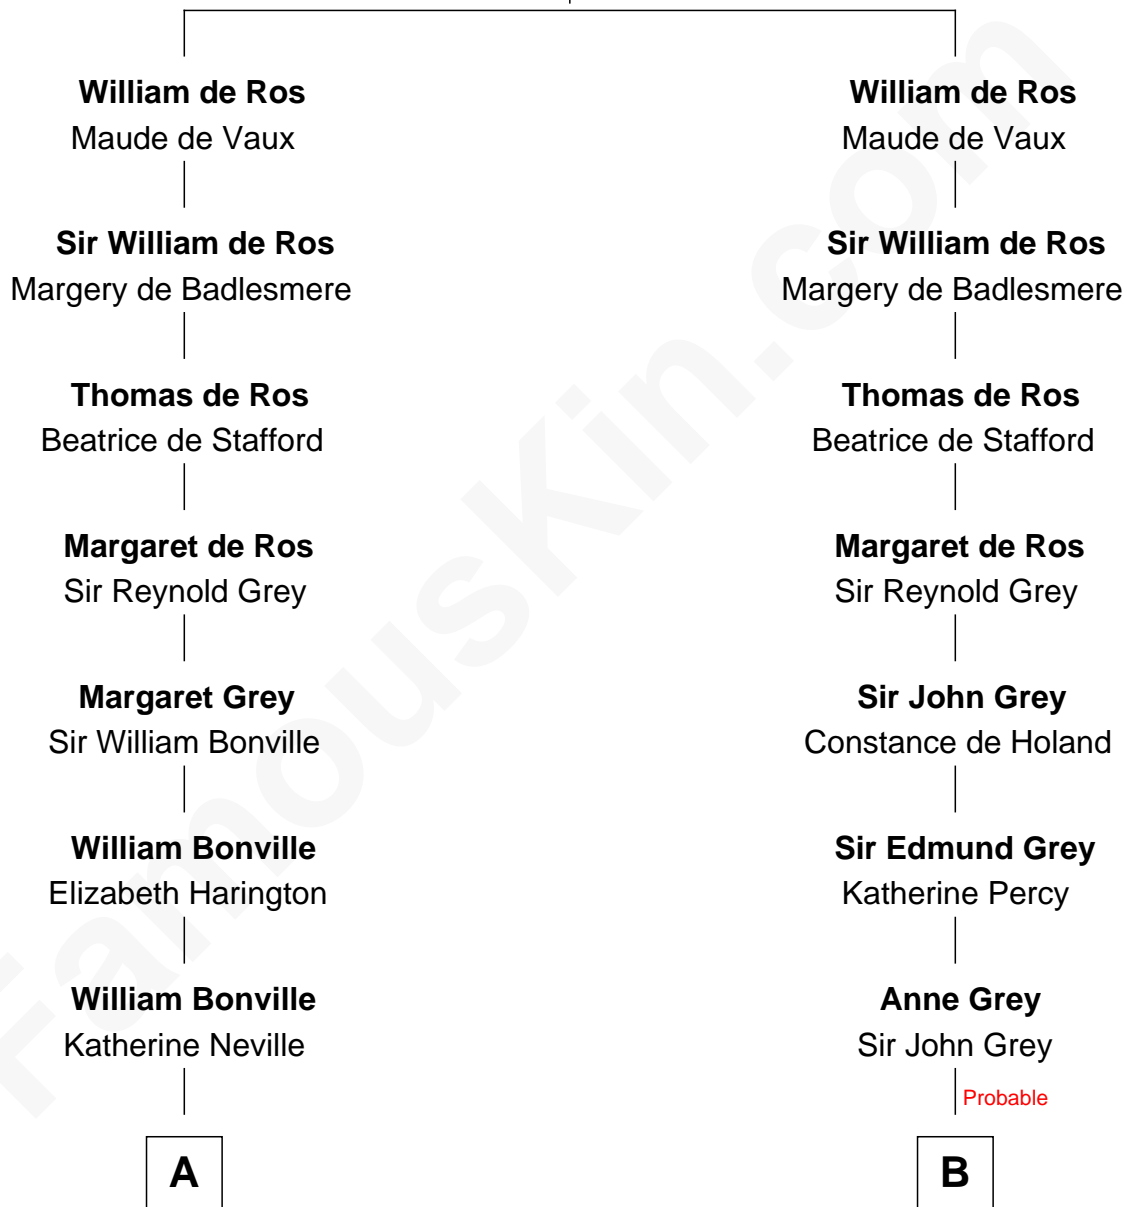 William de Ros
Maude de Vaux
Sir William de Ros
Margery de Badlesmere
Thomas de Ros
Beatrice de Stafford
Margaret de Ros
Sir Reynold Grey
Margaret Grey
Sir William Bonville
William Bonville
Elizabeth Harington
William Bonville
Katherine Neville
A
William de Ros
Maude de Vaux
Sir William de Ros
Margery de Badlesmere
Thomas de Ros
Beatrice de Stafford
Margaret de Ros
Sir Reynold Grey
Sir John Grey
Constance de Holand
Sir Edmund Grey
Katherine Percy
Anne Grey
Sir John Grey
Probable
B
FamousKin.com